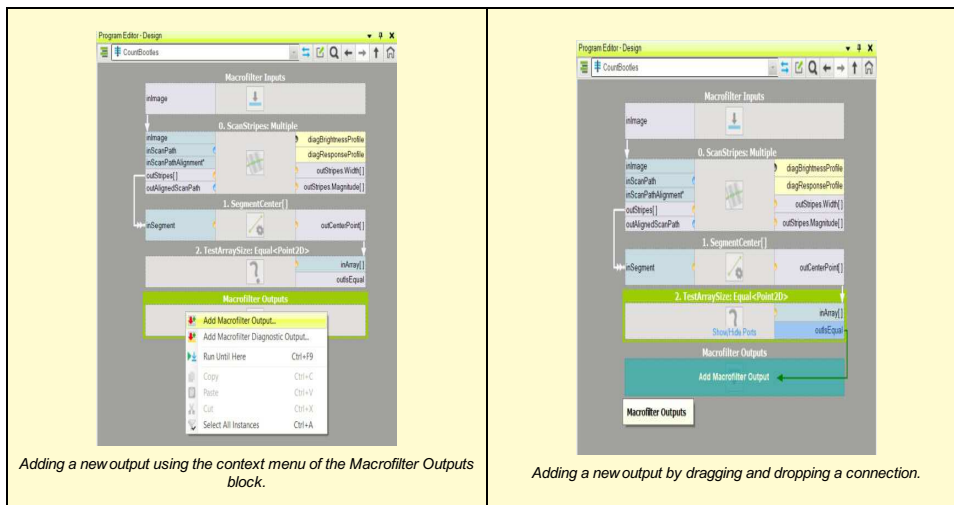 Program Editor - Design
CountBootles
Macrofilter Inputs
inImage
0. ScanStripes: Multiple
inImage
inScanPath
inScanPathAlignment*
outStripes[]
outAlignedScanPath
diagBrightnessProfile
diagResponseProfile
outStripes.Width[]
outStripes.Magnitude[]
1. SegmentCenter[]
inSegment
outCenterPoint[]
2. TestArraySize: Equal<Point2D>
inArray[]
outIsEqual
Macrofilter Outputs
Add Macrofilter Output...
Add Macrofilter Diagnostic Output...
Run Until Here Ctrl+F9
Copy Ctrl+C
Paste Ctrl+V
Cut Ctrl+X
Select All Instances Ctrl+A
Adding a new output using the context menu of the Macrofilter Outputs
block.
Program Editor - Design
CountBootles
Macrofilter Inputs
inImage
0. ScanStripes: Multiple
inImage
inScanPath
inScanPathAlignment*
outStripes[]
outAlignedScanPath
diagBrightnessProfile
diagResponseProfile
outStripes.Width[]
outStripes.Magnitude[]
1. SegmentCenter[]
inSegment
outCenterPoint[]
2. TestArraySize: Equal<Point2D>
inArray[]
Show/Hide Ports
outIsEqual
Macrofilter Outputs
Add Macrofilter Output
Macrofilter Outputs
Adding a new output by dragging and dropping a connection.